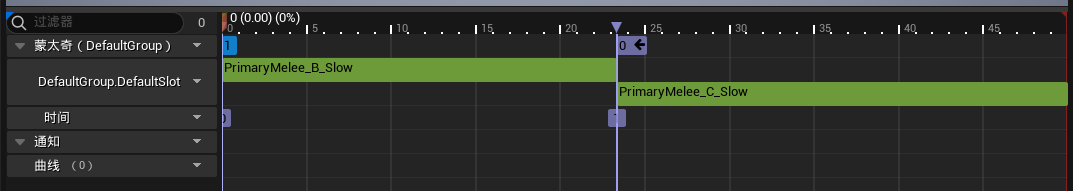 过滤器 0 0 (0.00) (0%)
0 5 10 15 20 25 30 35 40 45
蒙太奇（DefaultGroup） 1 0
DefaultGroup.DefaultSlot PrimaryMelee_B_Slow
PrimaryMelee_C_Slow
时间
通知
曲线 （0）